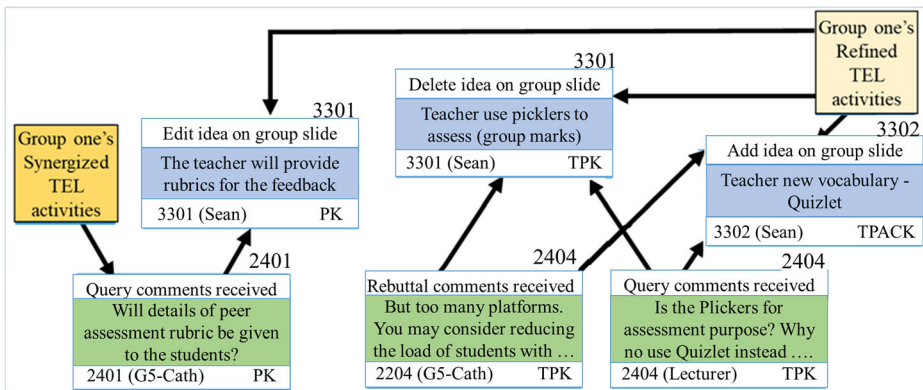 Group one's
Refined
TEL
activities
3301
Delete idea on group slide
Teacher use picklers to
assess (group marks)
3301 (Sean) TPK
3301
Edit idea on group slide
The teacher will provide
rubrics for the feedback
3301 (Sean) PK
Group one's
Synergized
TEL
activities
3302
Add idea on group slide
Teacher new vocabulary -
Quizlet
3302 (Sean) TPACK
2401
Query comments received
Will details of peer
assessment rubric be given
to the students?
2401 (G5-Cath) PK
2404
Rebuttal comments received
But too many platforms.
You may consider reducing
the load of students with …
2204 (G5-Cath) TPK
2404
Query comments received
Is the Plickers for
assessment purpose? Why
no use Quizlet instead ….
2404 (Lecturer) TPK